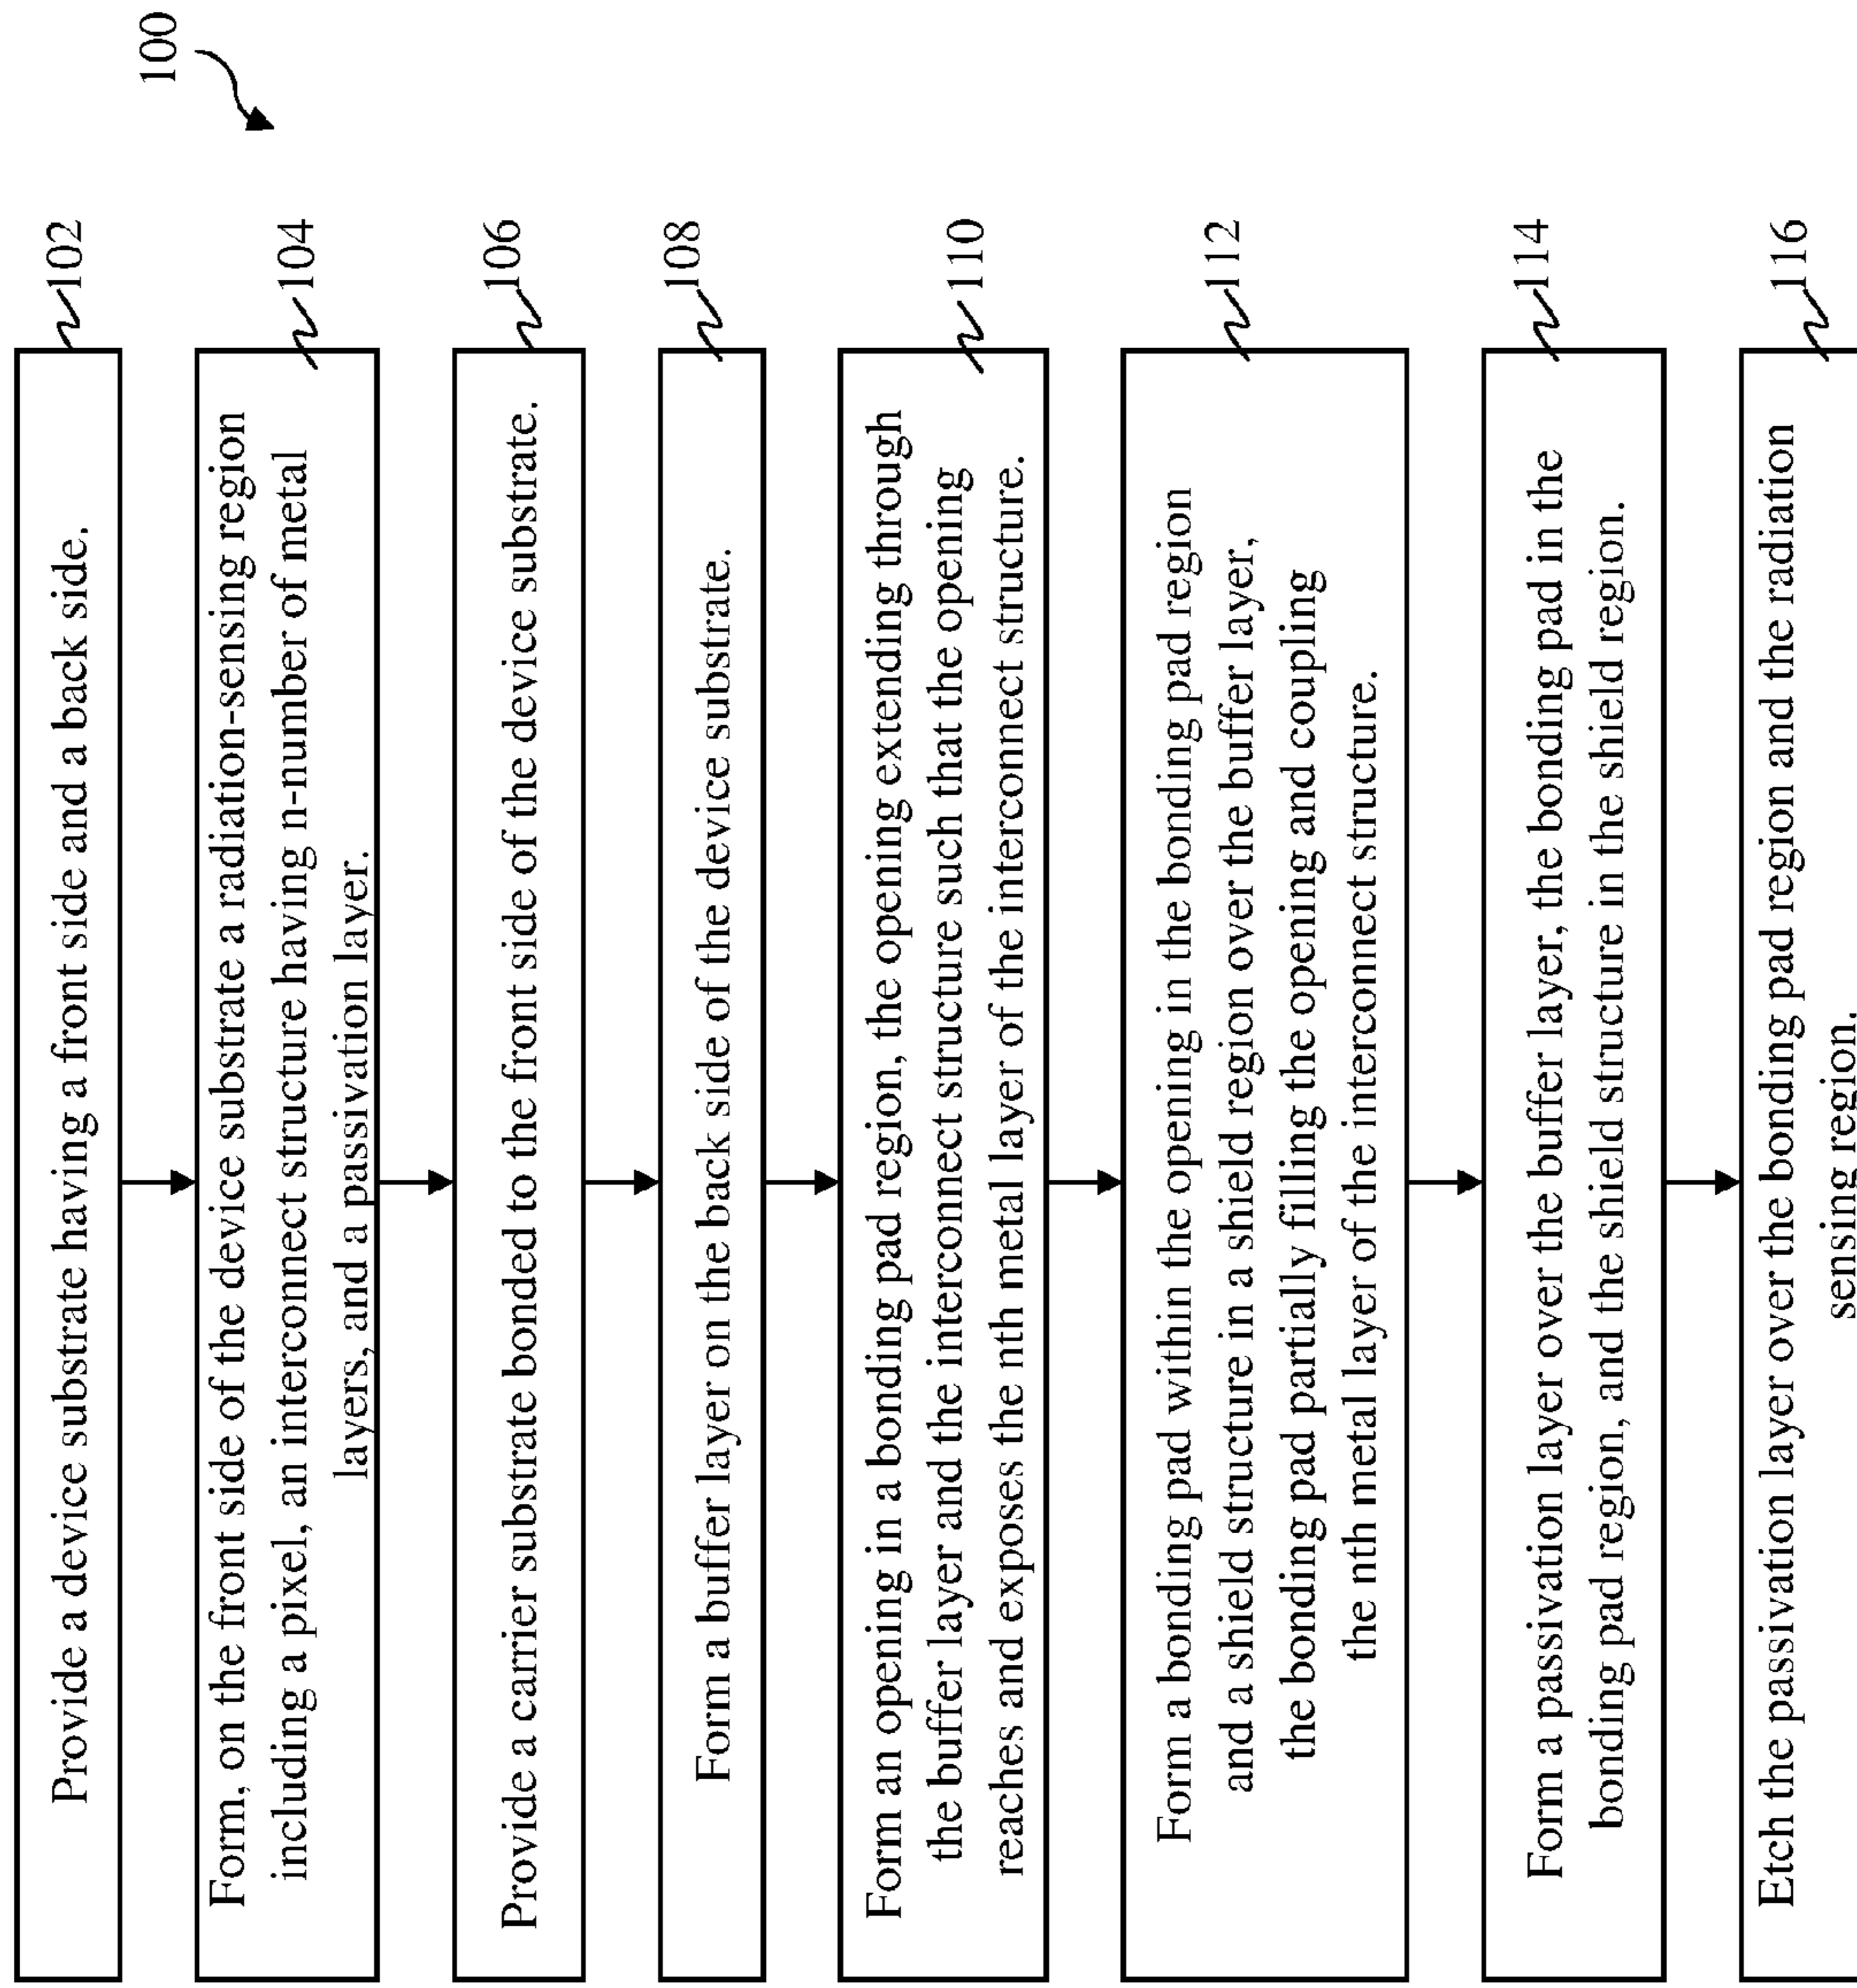 100
Provide a device substrate having a front side and a back side.
102
Form, on the front side of the device substrate a radiation-sensing region
including a pixel, an interconnect structure having n-number of metal
layers, and a passivation layer.
104
Provide a carrier substrate bonded to the front side of the device substrate.
106
Form a buffer layer on the back side of the device substrate.
108
Form an opening in a bonding pad region, the opening extending through
the buffer layer and the interconnect structure such that the opening
reaches and exposes the nth metal layer of the interconnect structure.
110
Form a bonding pad within the opening in the bonding pad region
and a shield structure in a shield region over the buffer layer,
the bonding pad partially filling the opening and coupling
the nth metal layer of the interconnect structure.
112
Form a passivation layer over the buffer layer, the bonding pad in the
bonding pad region, and the shield structure in the shield region.
114
Etch the passivation layer over the bonding pad region and the radiation
sensing region.
116